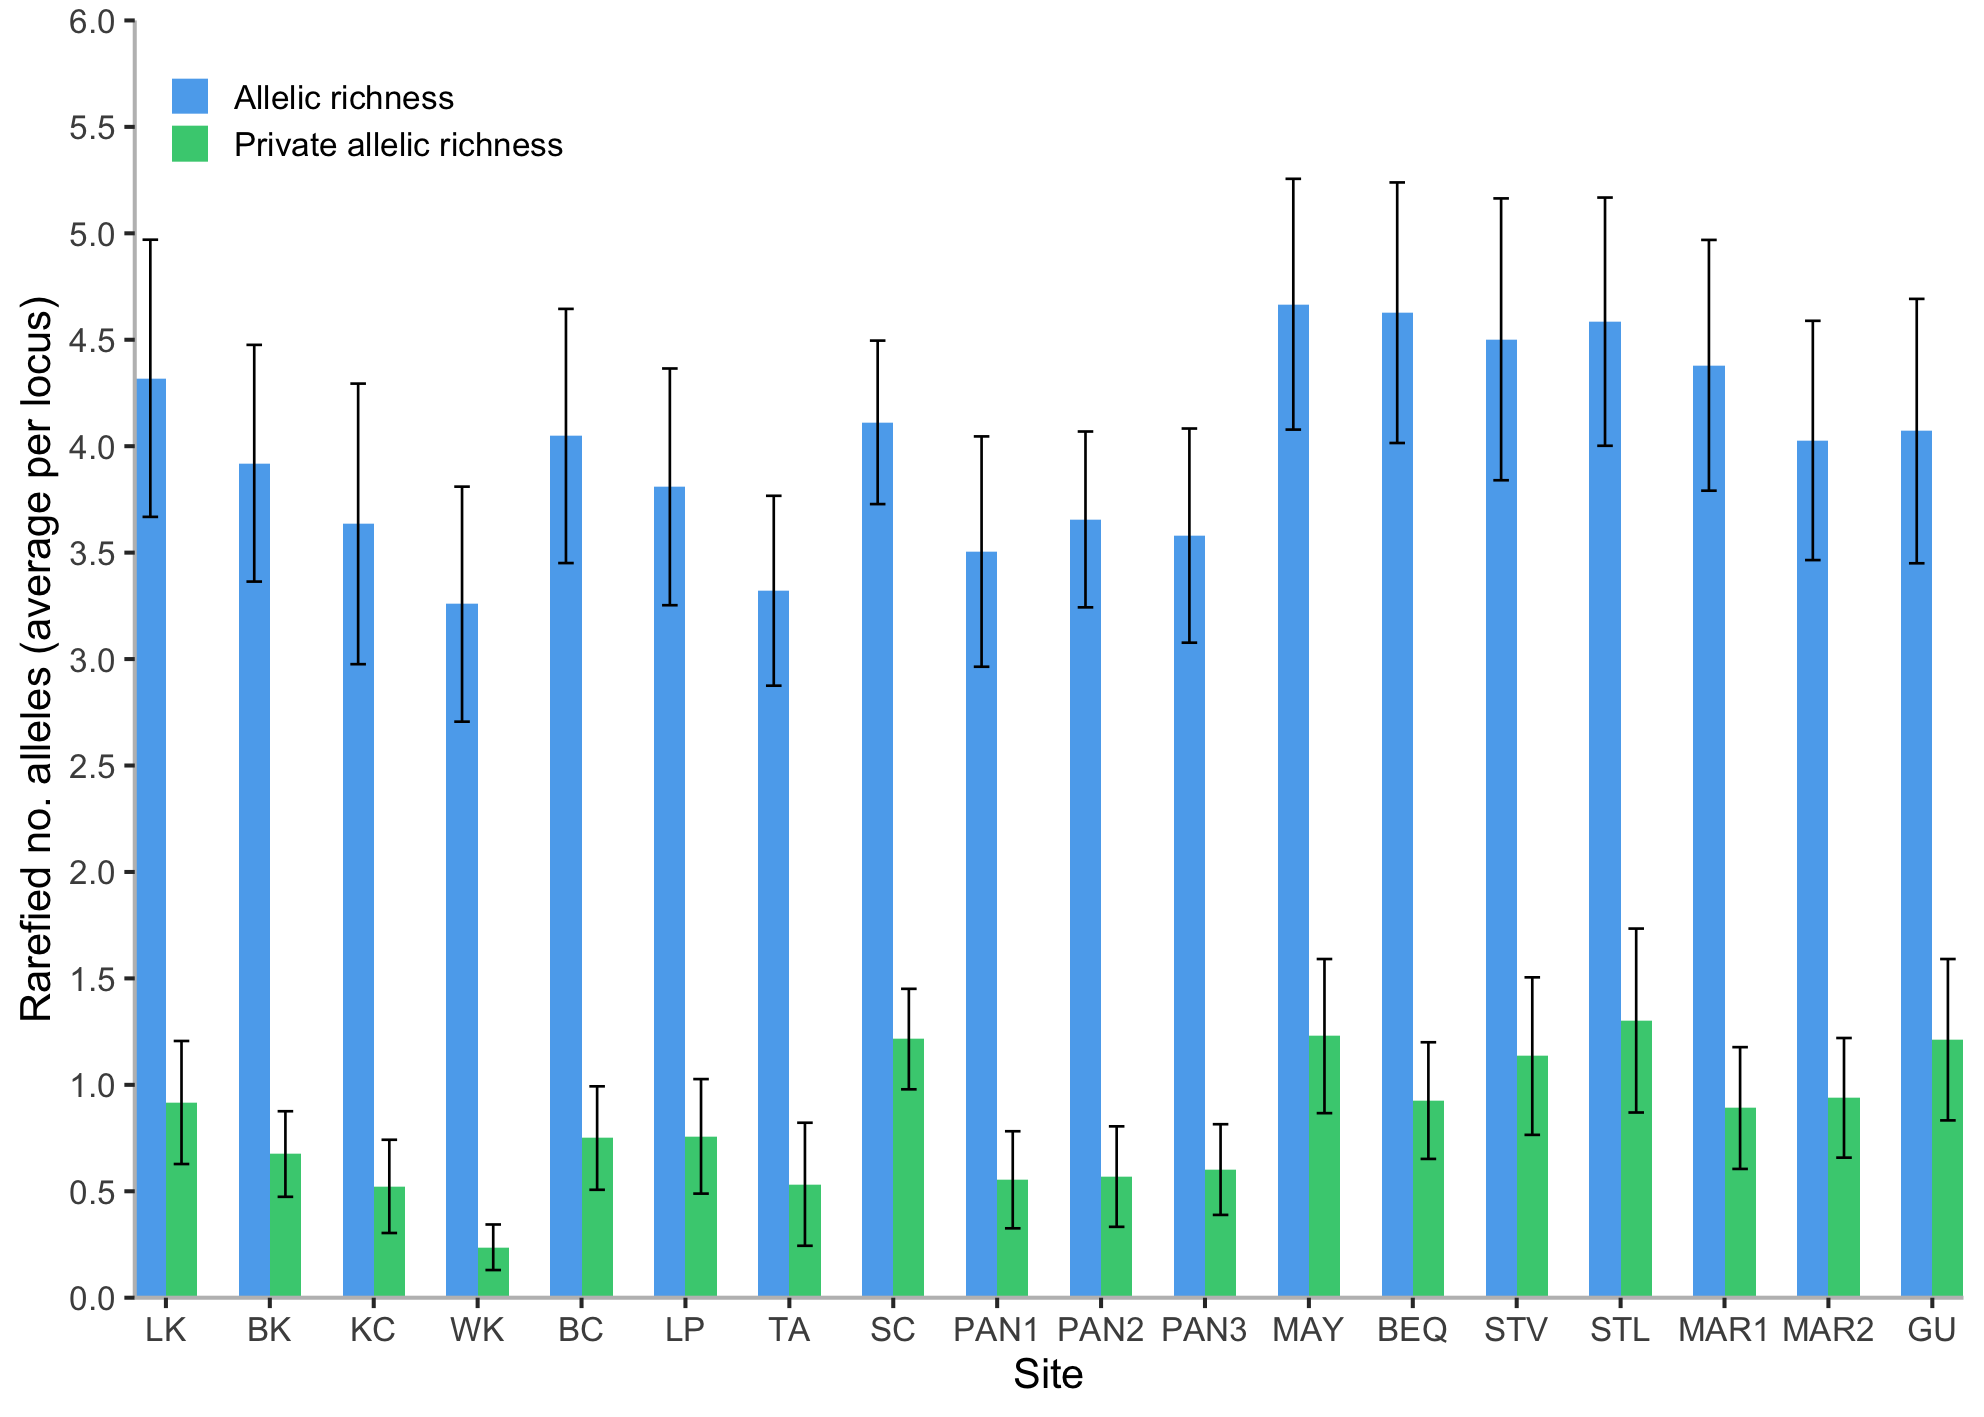 6.0
5.5
5.0
4.5
4.0
3.5
3.0
2.5
2.0
1.5
1.0
0.5
0.0
Rarefied no. alleles (average per locus)
Allelic richness
Private allelic richness
LK BK KC WK BC LP TA SC PAN1 PAN2 PAN3 MAY BEQ STV STL MAR1 MAR2 GU
Site